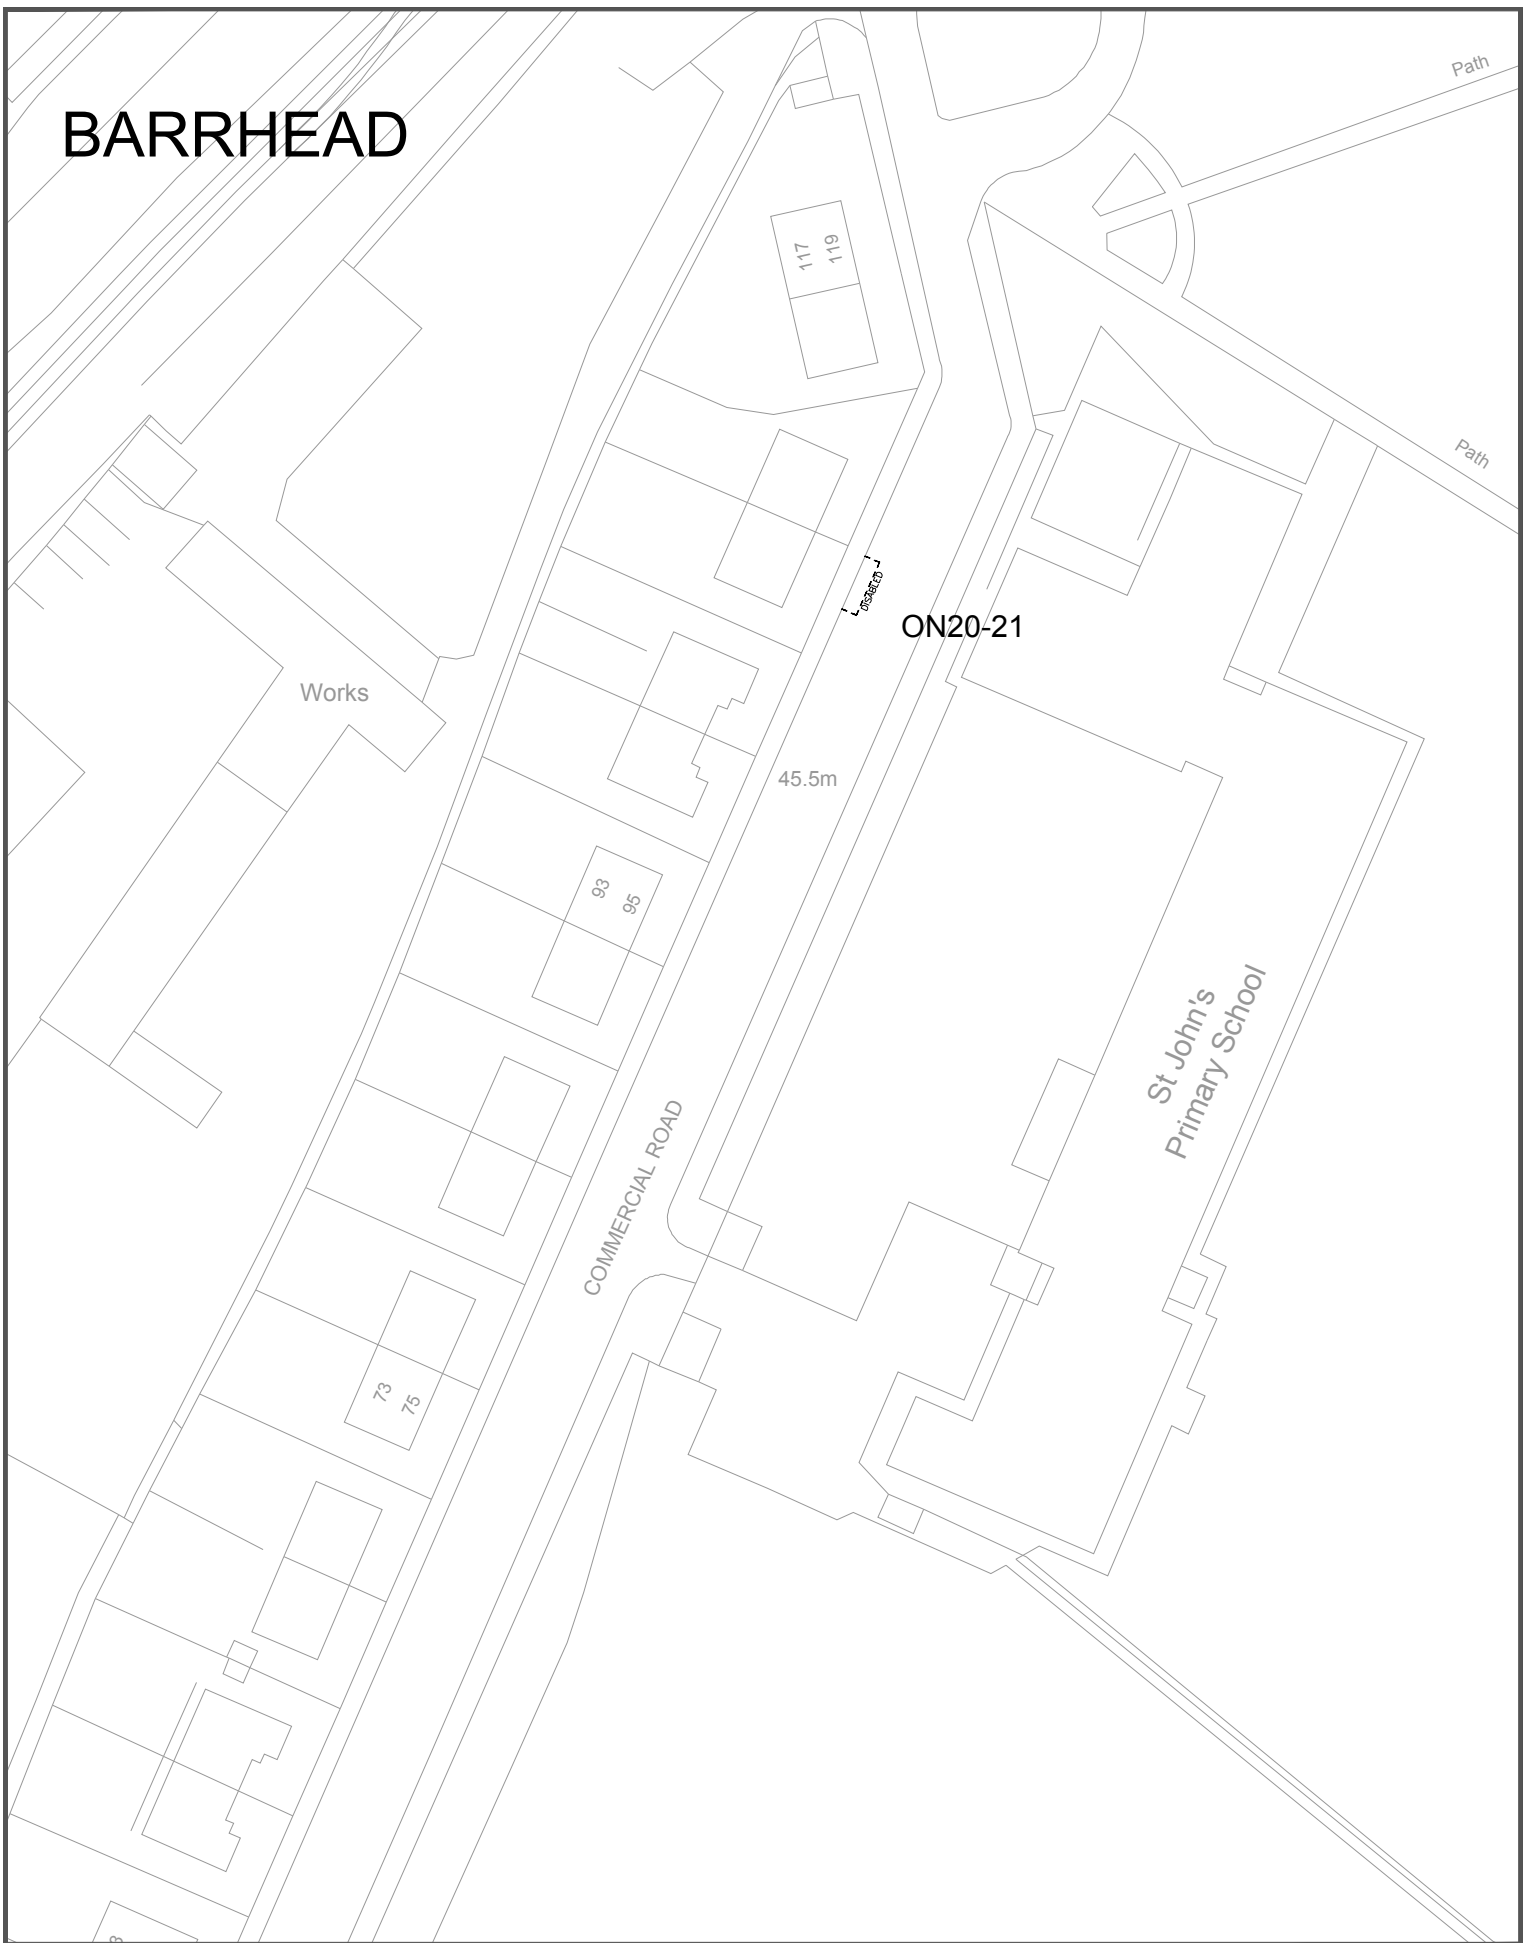 Path
BARRHEAD
117
119
Path
DISABLED
ON20-21
Works
45.5m
93
95
St John's
Primary School
COMMERCIAL ROAD
73
75